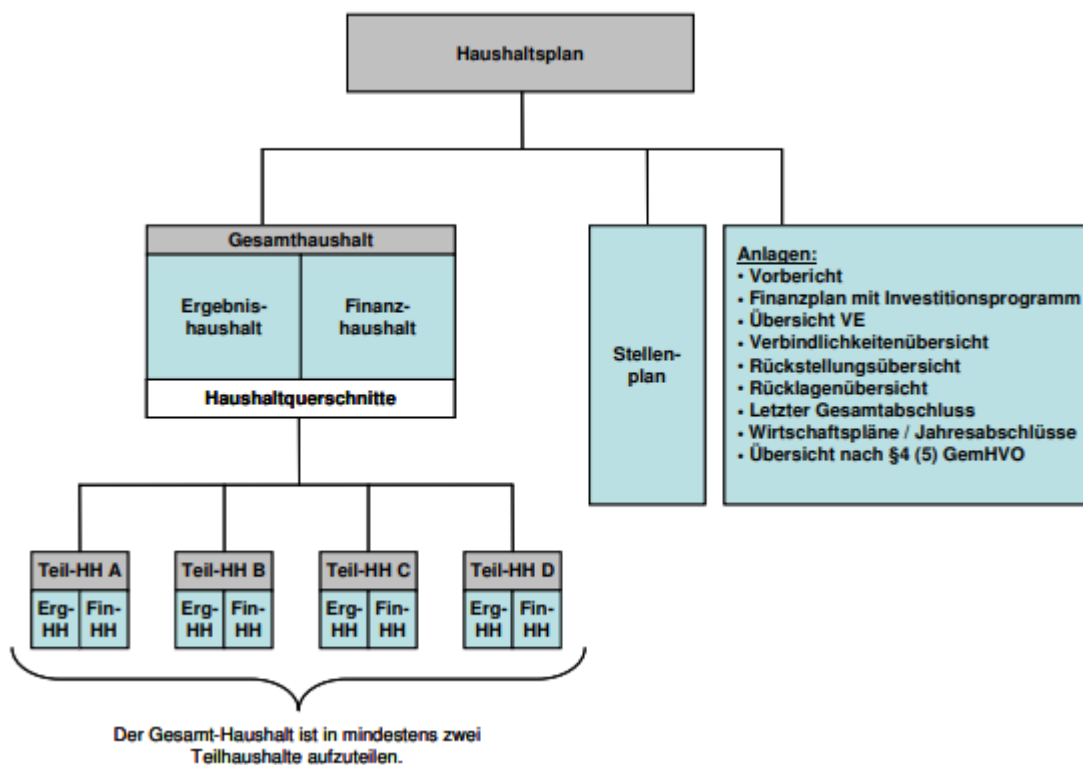 Haushaltsplan
Gesamthaushalt
Ergebnis-
haushalt
Finanz-
haushalt
Haushaltquerschnitte
Stellen-
plan
Anlagen:
• Vorbericht
• Finanzplan mit Investitionsprogramm
• Übersicht VE
• Verbindlichkeitenübersicht
• Rückstellungsübersicht
• Rücklagenübersicht
• Letzter Gesamtabschluss
• Wirtschaftspläne / Jahresabschlüsse
• Übersicht nach §4 (5) GemHVO
Teil-HH A
Erg-
HH
Fin-
HH
Teil-HH B
Erg-
HH
Fin-
HH
Teil-HH C
Erg-
HH
Fin-
HH
Teil-HH D
Erg-
HH
Fin-
HH
Der Gesamt-Haushalt ist in mindestens zwei
Teilhaushalte aufzuteilen.